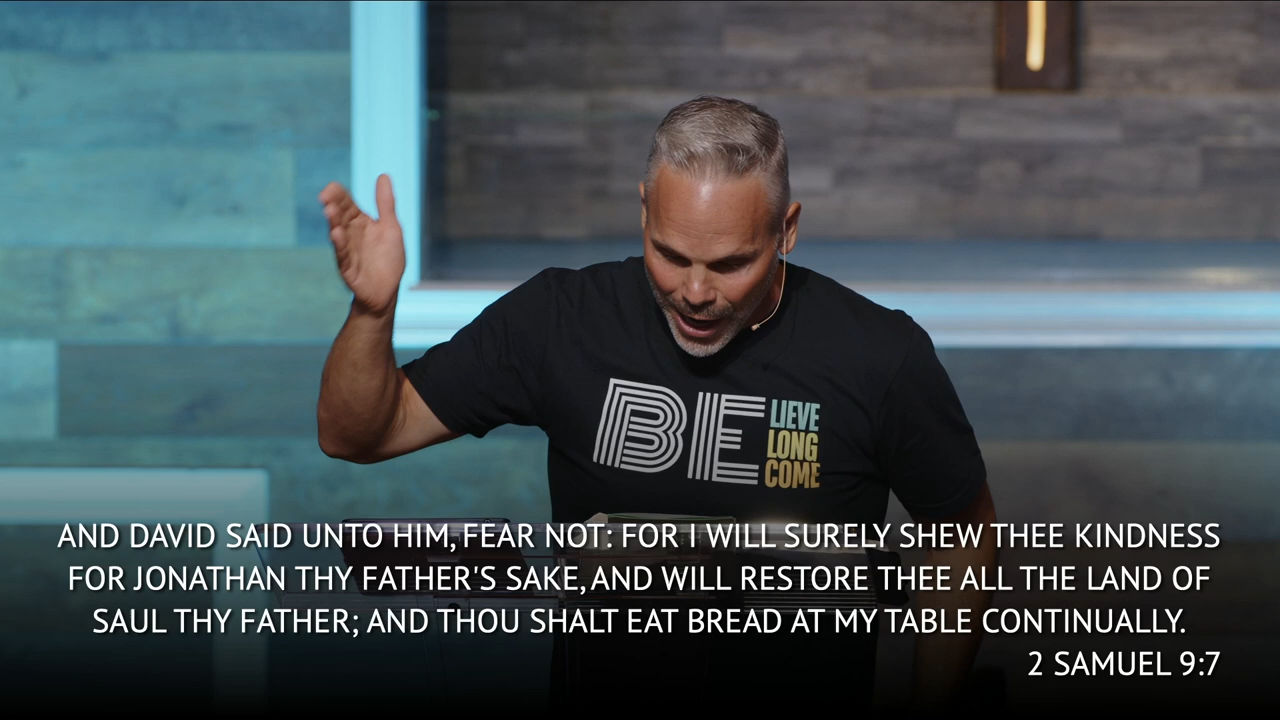 BE LIEVE
LONG
COME
AND DAVID SAID UNTO HIM, FEAR NOT: FOR I WILL SURELY SHEW THEE KINDNESS
FOR JONATHAN THY FATHER'S SAKE, AND WILL RESTORE THEE ALL THE LAND OF
SAUL THY FATHER; AND THOU SHALT EAT BREAD AT MY TABLE CONTINUALLY.
2 SAMUEL 9:7